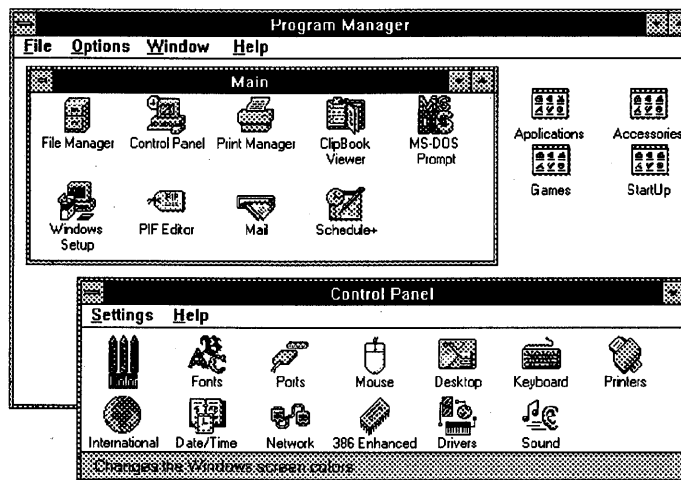 Program Manager
File Options Window Help
Main
File Manager Control Panel Print Manager ClipBook Viewer MS-DOS Prompt
Windows Setup PIF Editor Mail Schedule+
Applications Accessories
Games StartUp
Control Panel
Settings Help
Color Fonts Ports Mouse Desktop Keyboard Printers
International Date/Time Network 386 Enhanced Drivers Sound
Changes the Windows screen colors